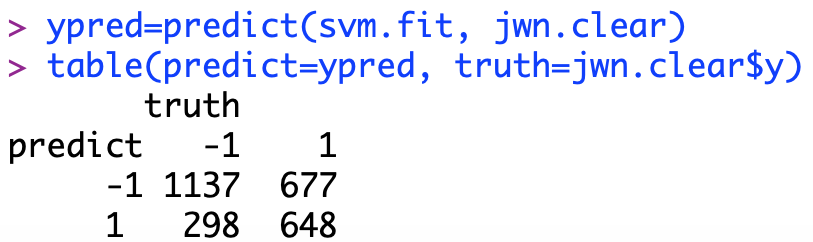 > ypred=predict(svm.fit, jwn.clear)
> table(predict=ypred, truth=jwn.clear$y)
truth
predict -1 1
-1 1137 677
1 298 648